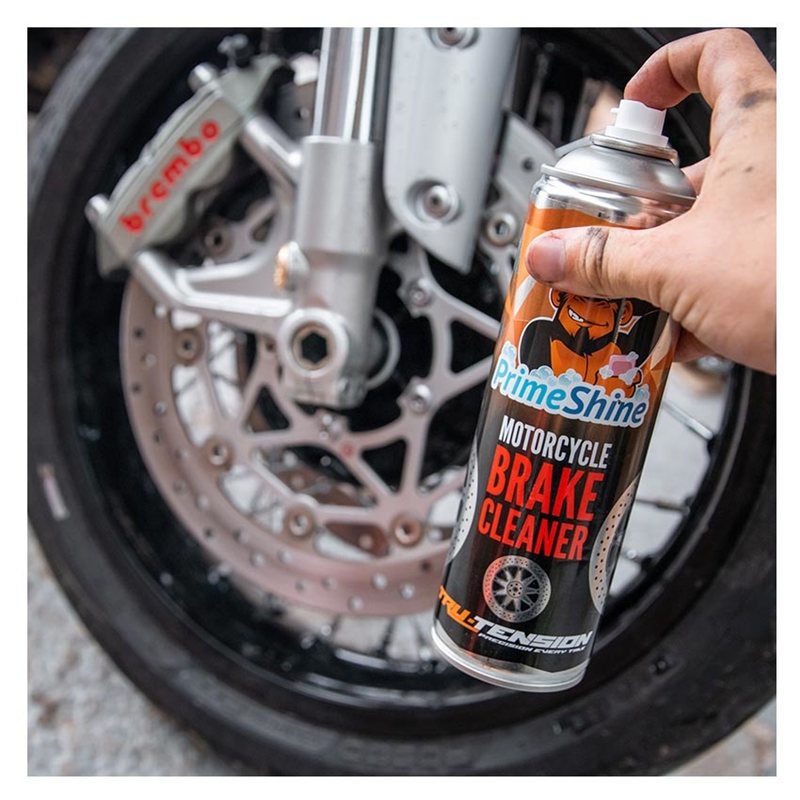 brembo
PrimeShine
MOTORCYCLE
BRAKE
CLEANER
TRU-TENSION
PRECISION EVERY TIME